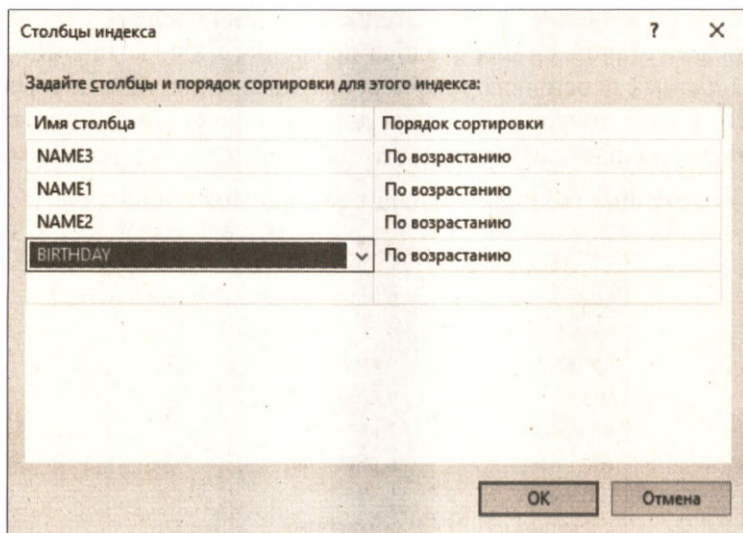 Столбцы индекса ? ×
Задайте столбцы и порядок сортировки для этого индекса:
Имя столбца Порядок сортировки
NAME3 По возрастанию
NAME1 По возрастанию
NAME2 По возрастанию
BIRTHDAY По возрастанию
ОК Отмена